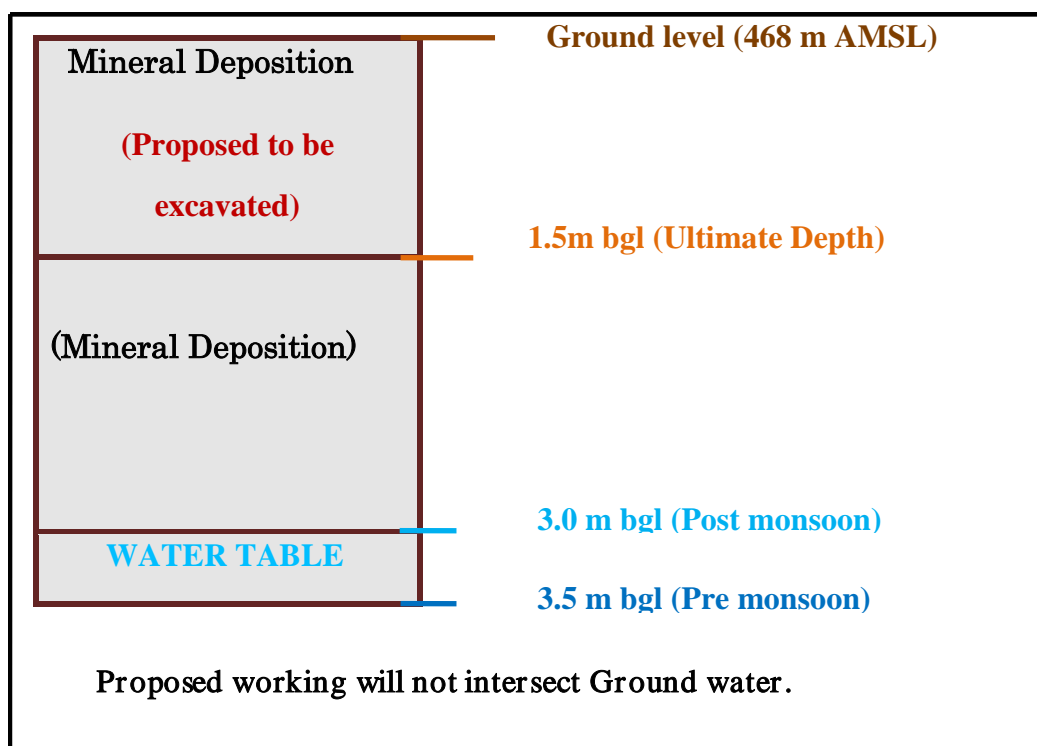 Ground level (468 m AMSL)
Mineral Deposition
(Proposed to be
excavated)
1.5m bgl (Ultimate Depth)
(Mineral Deposition)
3.0 m bgl (Post monsoon)
WATER TABLE
3.5 m bgl (Pre monsoon)
Proposed working will not intersect Ground water.